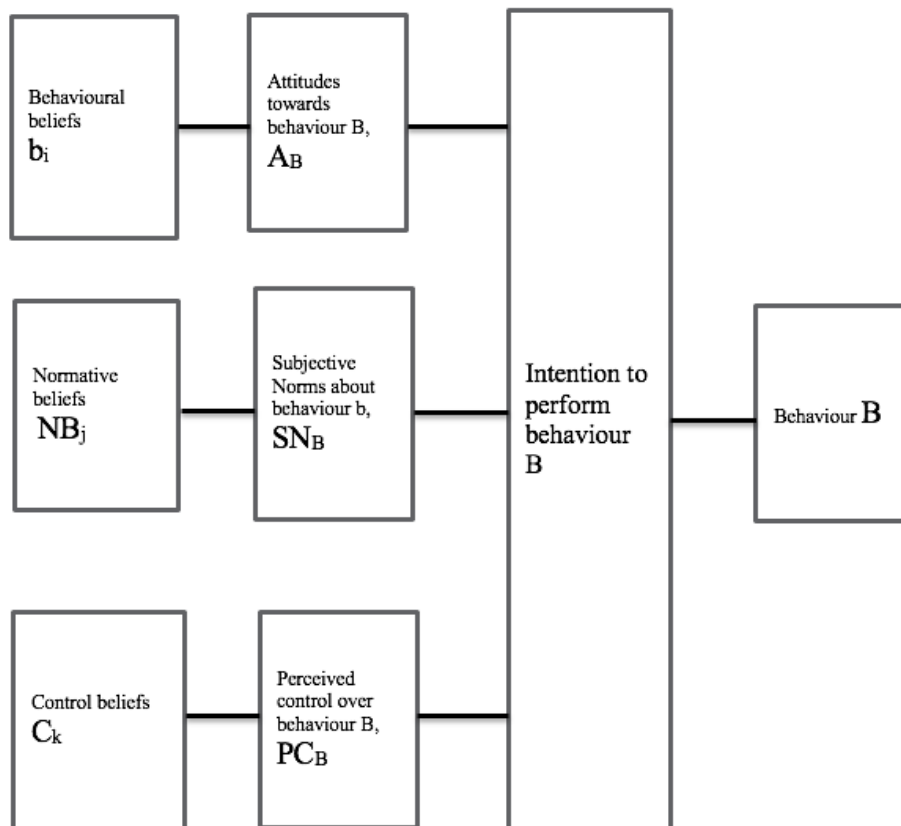 Behavioural
beliefs
bi
Attitudes
towards
behaviour B,
AB
Normative
beliefs
NBj
Subjective
Norms about
behaviour b,
SNB
Control beliefs
Ck
Perceived
control over
behaviour B,
PCB
Intention to
perform
behaviour
B
Behaviour B